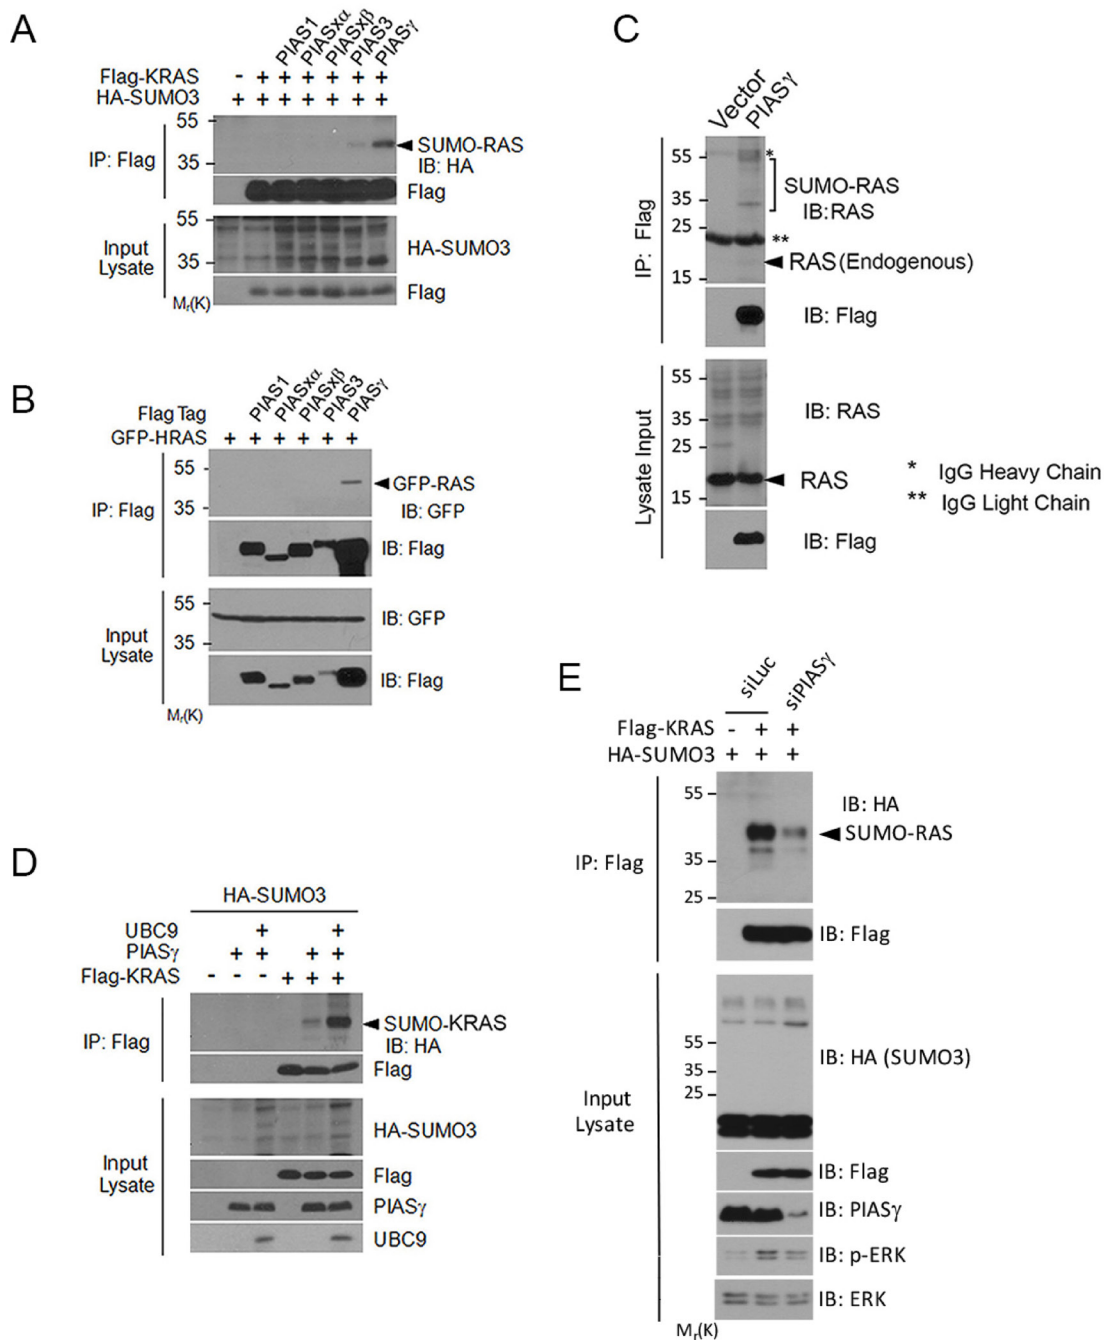 A
PIAS1
PIASxα
PIASxβ
PIAS3
PIASγ
Flag-KRAS - + + + + + +
HA-SUMO3 + + + + + + +
55
35
IP: Flag
SUMO-RAS
IB: HA
Flag
55
35
Input
Lysate
HA-SUMO3
Flag
Mr(K)
B
PIAS1
PIASxα
PIASxβ
PIAS3
PIASγ
Flag Tag
GFP-HRAS + + + + + +
55
35
IP: Flag
GFP-RAS
IB: GFP
IB: Flag
55
35
Input
Lysate
IB: GFP
IB: Flag
Mr(K)
C
Vector
PIASγ
55
35
25
15
IP: Flag
*
SUMO-RAS
IB:RAS
**
RAS (Endogenous)
IB: Flag
55
35
25
15
Lysate Input
IB: RAS
RAS
IB: Flag
* IgG Heavy Chain
** IgG Light Chain
D
HA-SUMO3
UBC9 + +
PIASγ + + + +
Flag-KRAS - - - + + +
IP: Flag
SUMO-KRAS
IB: HA
Flag
Input
Lysate
HA-SUMO3
Flag
PIASγ
UBC9
E
siLuc
siPIASγ
Flag-KRAS - + +
HA-SUMO3 + + +
55
35
25
IP: Flag
IB: HA
SUMO-RAS
IB: Flag
55
35
25
Input
Lysate
IB: HA (SUMO3)
IB: Flag
IB: PIASγ
IB: p-ERK
IB: ERK
Mr(K)